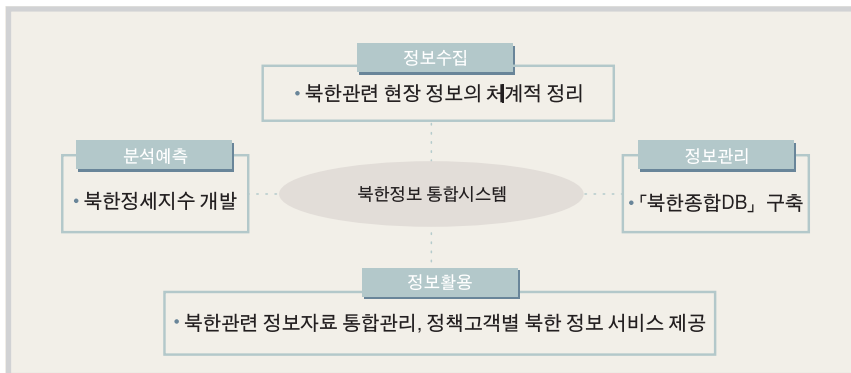 정보수집
• 북한관련 현장 정보의 체계적 정리
분석예측
• 북한정세지수 개발
북한정보 통합시스템
정보관리
• 「북한종합DB」 구축
정보활용
• 북한관련 정보자료 통합관리, 정책고객별 북한 정보 서비스 제공